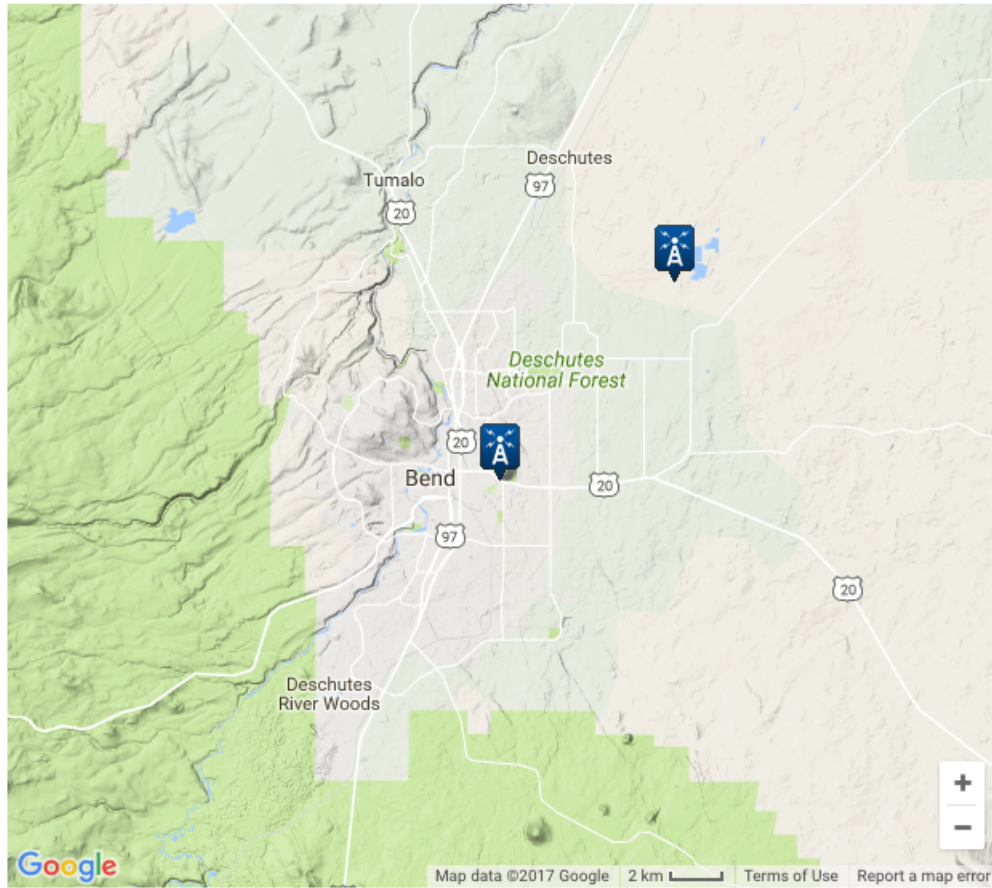 Deschutes
97
Tumalo
20
A
Deschutes
National Forest
20
A
Bend
20
97
20
Deschutes
River Woods
+
−
Google
Map data ©2017 Google 2 km Terms of Use Report a map error